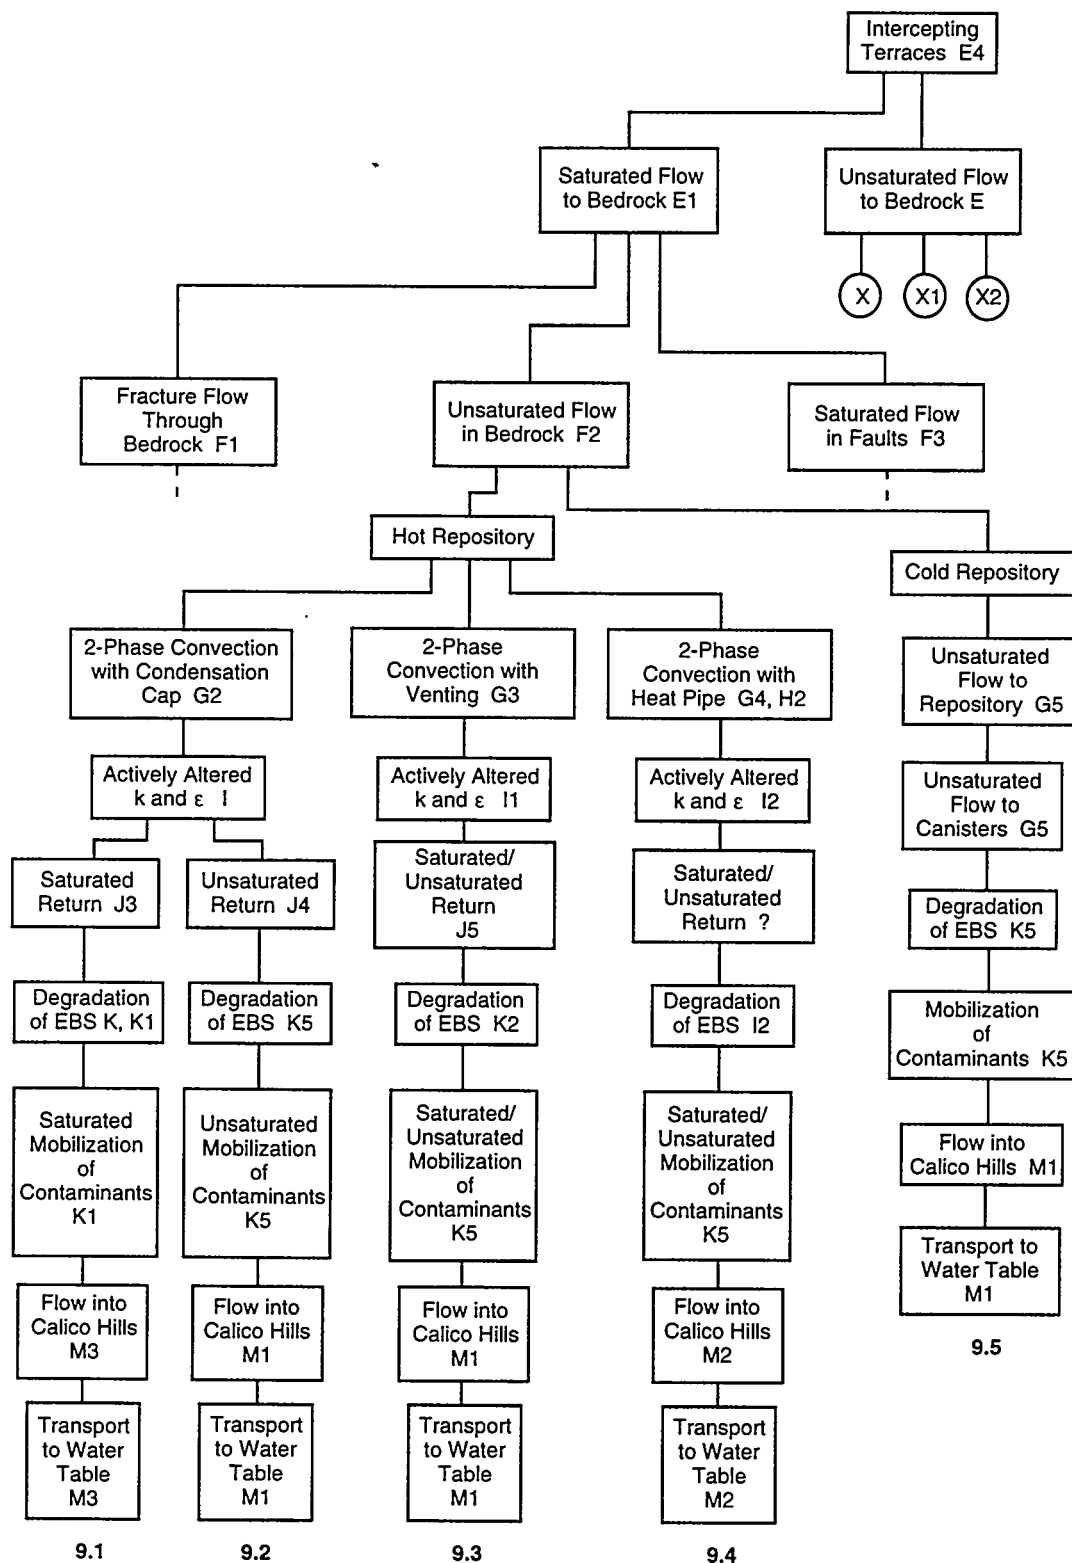 Intercepting
Terraces E4
Saturated Flow
to Bedrock E1
Unsaturated Flow
to Bedrock E
X
X1
X2
Fracture Flow
Through
Bedrock F1
Unsaturated Flow
in Bedrock F2
Saturated Flow
in Faults F3
Hot Repository
Cold Repository
2-Phase Convection
with Condensation
Cap G2
2-Phase
Convection with
Venting G3
2-Phase
Convection with
Heat Pipe G4, H2
Unsaturated
Flow to
Repository G5
Actively Altered
k and ε I
Actively Altered
k and ε I1
Actively Altered
k and ε I2
Unsaturated
Flow to
Canisters G5
Saturated
Return J3
Unsaturated
Return J4
Saturated/
Unsaturated
Return
J5
Saturated/
Unsaturated
Return ?
Degradation
of EBS K5
Degradation
of EBS K, K1
Degradation
of EBS K5
Degradation
of EBS K2
Degradation
of EBS I2
Mobilization
of
Contaminants K5
Saturated
Mobilization
of
Contaminants
K1
Unsaturated
Mobilization
of
Contaminants
K5
Saturated/
Unsaturated
Mobilization
of
Contaminants
K5
Saturated/
Unsaturated
Mobilization
of
Contaminants
K5
Flow into
Calico Hills M1
Flow into
Calico Hills
M3
Flow into
Calico Hills
M1
Flow into
Calico Hills
M1
Flow into
Calico Hills
M2
Transport to
Water Table
M1
9.5
Transport
to Water
Table
M3
Transport
to Water
Table
M1
Transport
to Water
Table
M1
Transport
to Water
Table
M2
9.1
9.2
9.3
9.4